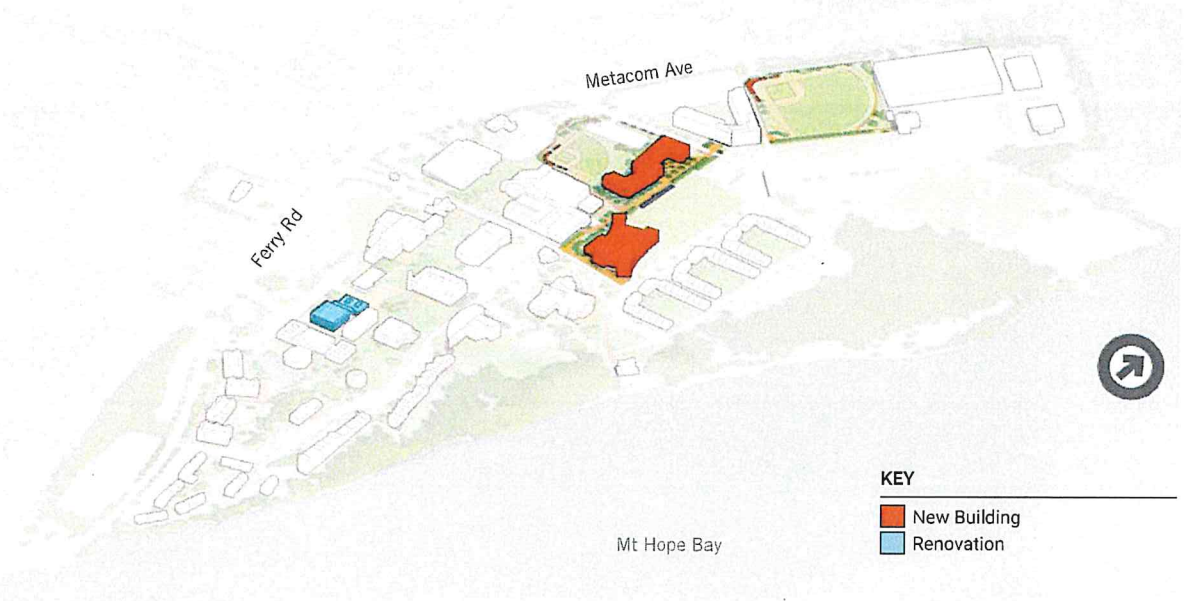 Metacom Ave
Ferry Rd
KEY
New Building
Renovation
Mt Hope Bay